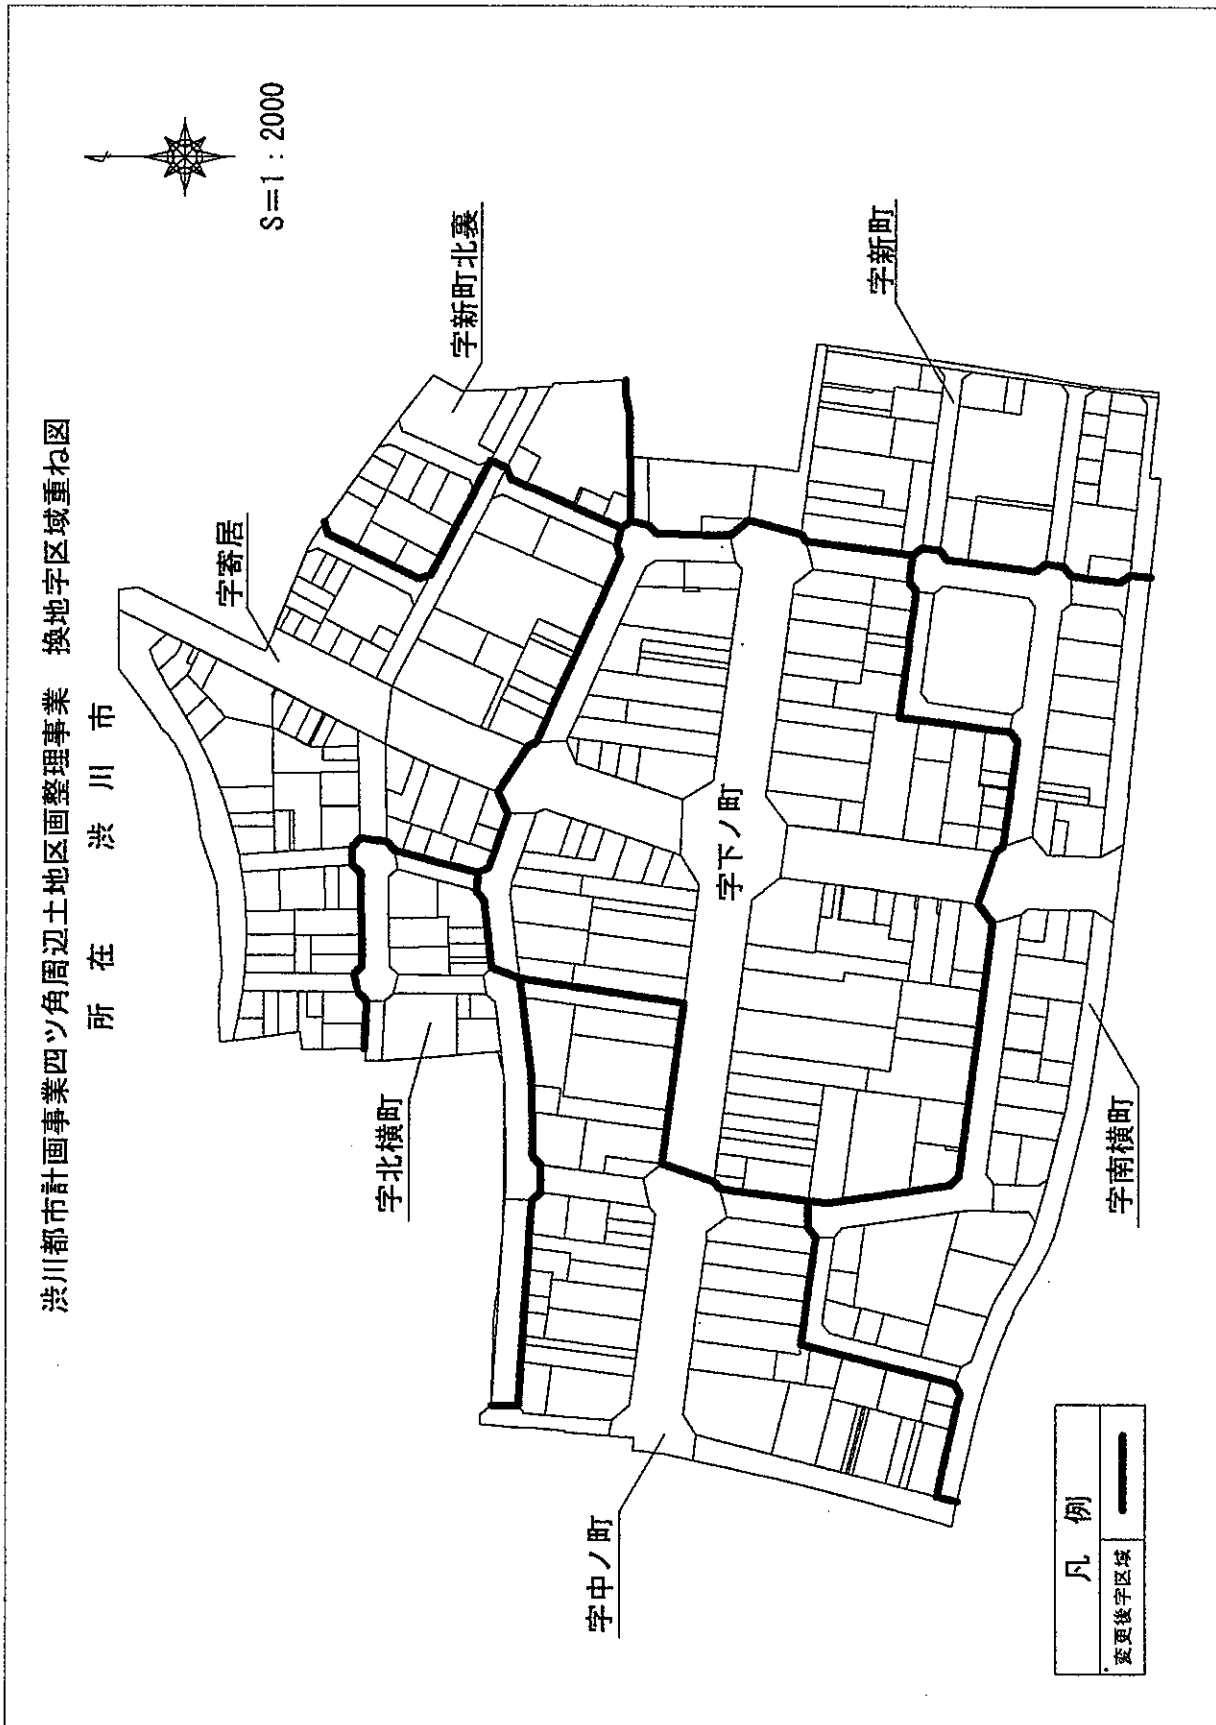 渋川都市計画事業四ツ角周辺土地区画整理事業 換地字区域重ね図
所在 渋川市
S=1:2000
字寄居
字新町北裏
字新町
字北横町
字下ノ町
字中ノ町
字南横町
凡例
変更後字区域